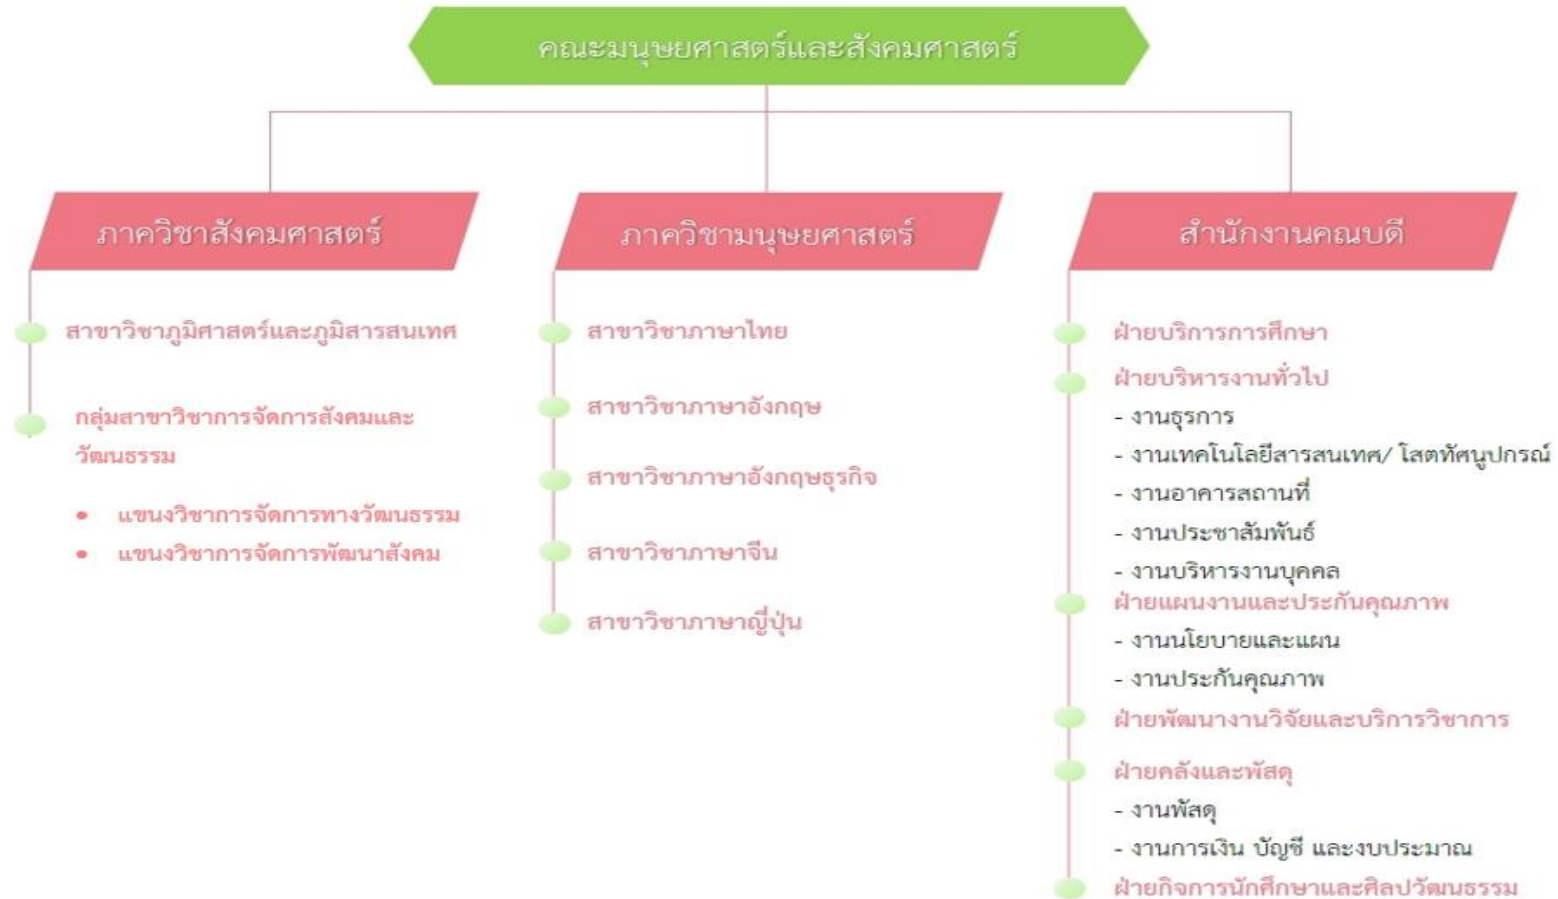 คณะมนุษยศาสตร์และสังคมศาสตร์
ภาควิชาสังคมศาสตร์
สาขาวิชาภูมิศาสตร์และภูมิสารสนเทศ
กลุ่มสาขาวิชาการจัดการสังคมและ
วัฒนธรรม
• แขนงวิชาการจัดการทางวัฒนธรรม
• แขนงวิชาการจัดการพัฒนาสังคม
ภาควิชามนุษยศาสตร์
สาขาวิชาภาษาไทย
สาขาวิชาภาษาอังกฤษ
สาขาวิชาภาษาอังกฤษธุรกิจ
สาขาวิชาภาษาจีน
สาขาวิชาภาษาญี่ปุ่น
สำนักงานคณบดี
ฝ่ายบริการการศึกษา
ฝ่ายบริหารงานทั่วไป
- งานธุรการ
- งานเทคโนโลยีสารสนเทศ/ โสตทัศนูปกรณ์
- งานอาคารสถานที่
- งานประชาสัมพันธ์
- งานบริหารงานบุคคล
ฝ่ายแผนงานและประกันคุณภาพ
- งานนโยบายและแผน
- งานประกันคุณภาพ
ฝ่ายพัฒนางานวิจัยและบริการวิชาการ
ฝ่ายคลังและพัสดุ
- งานพัสดุ
- งานการเงิน บัญชี และงบประมาณ
ฝ่ายกิจการนักศึกษาและศิลปวัฒนธรรม